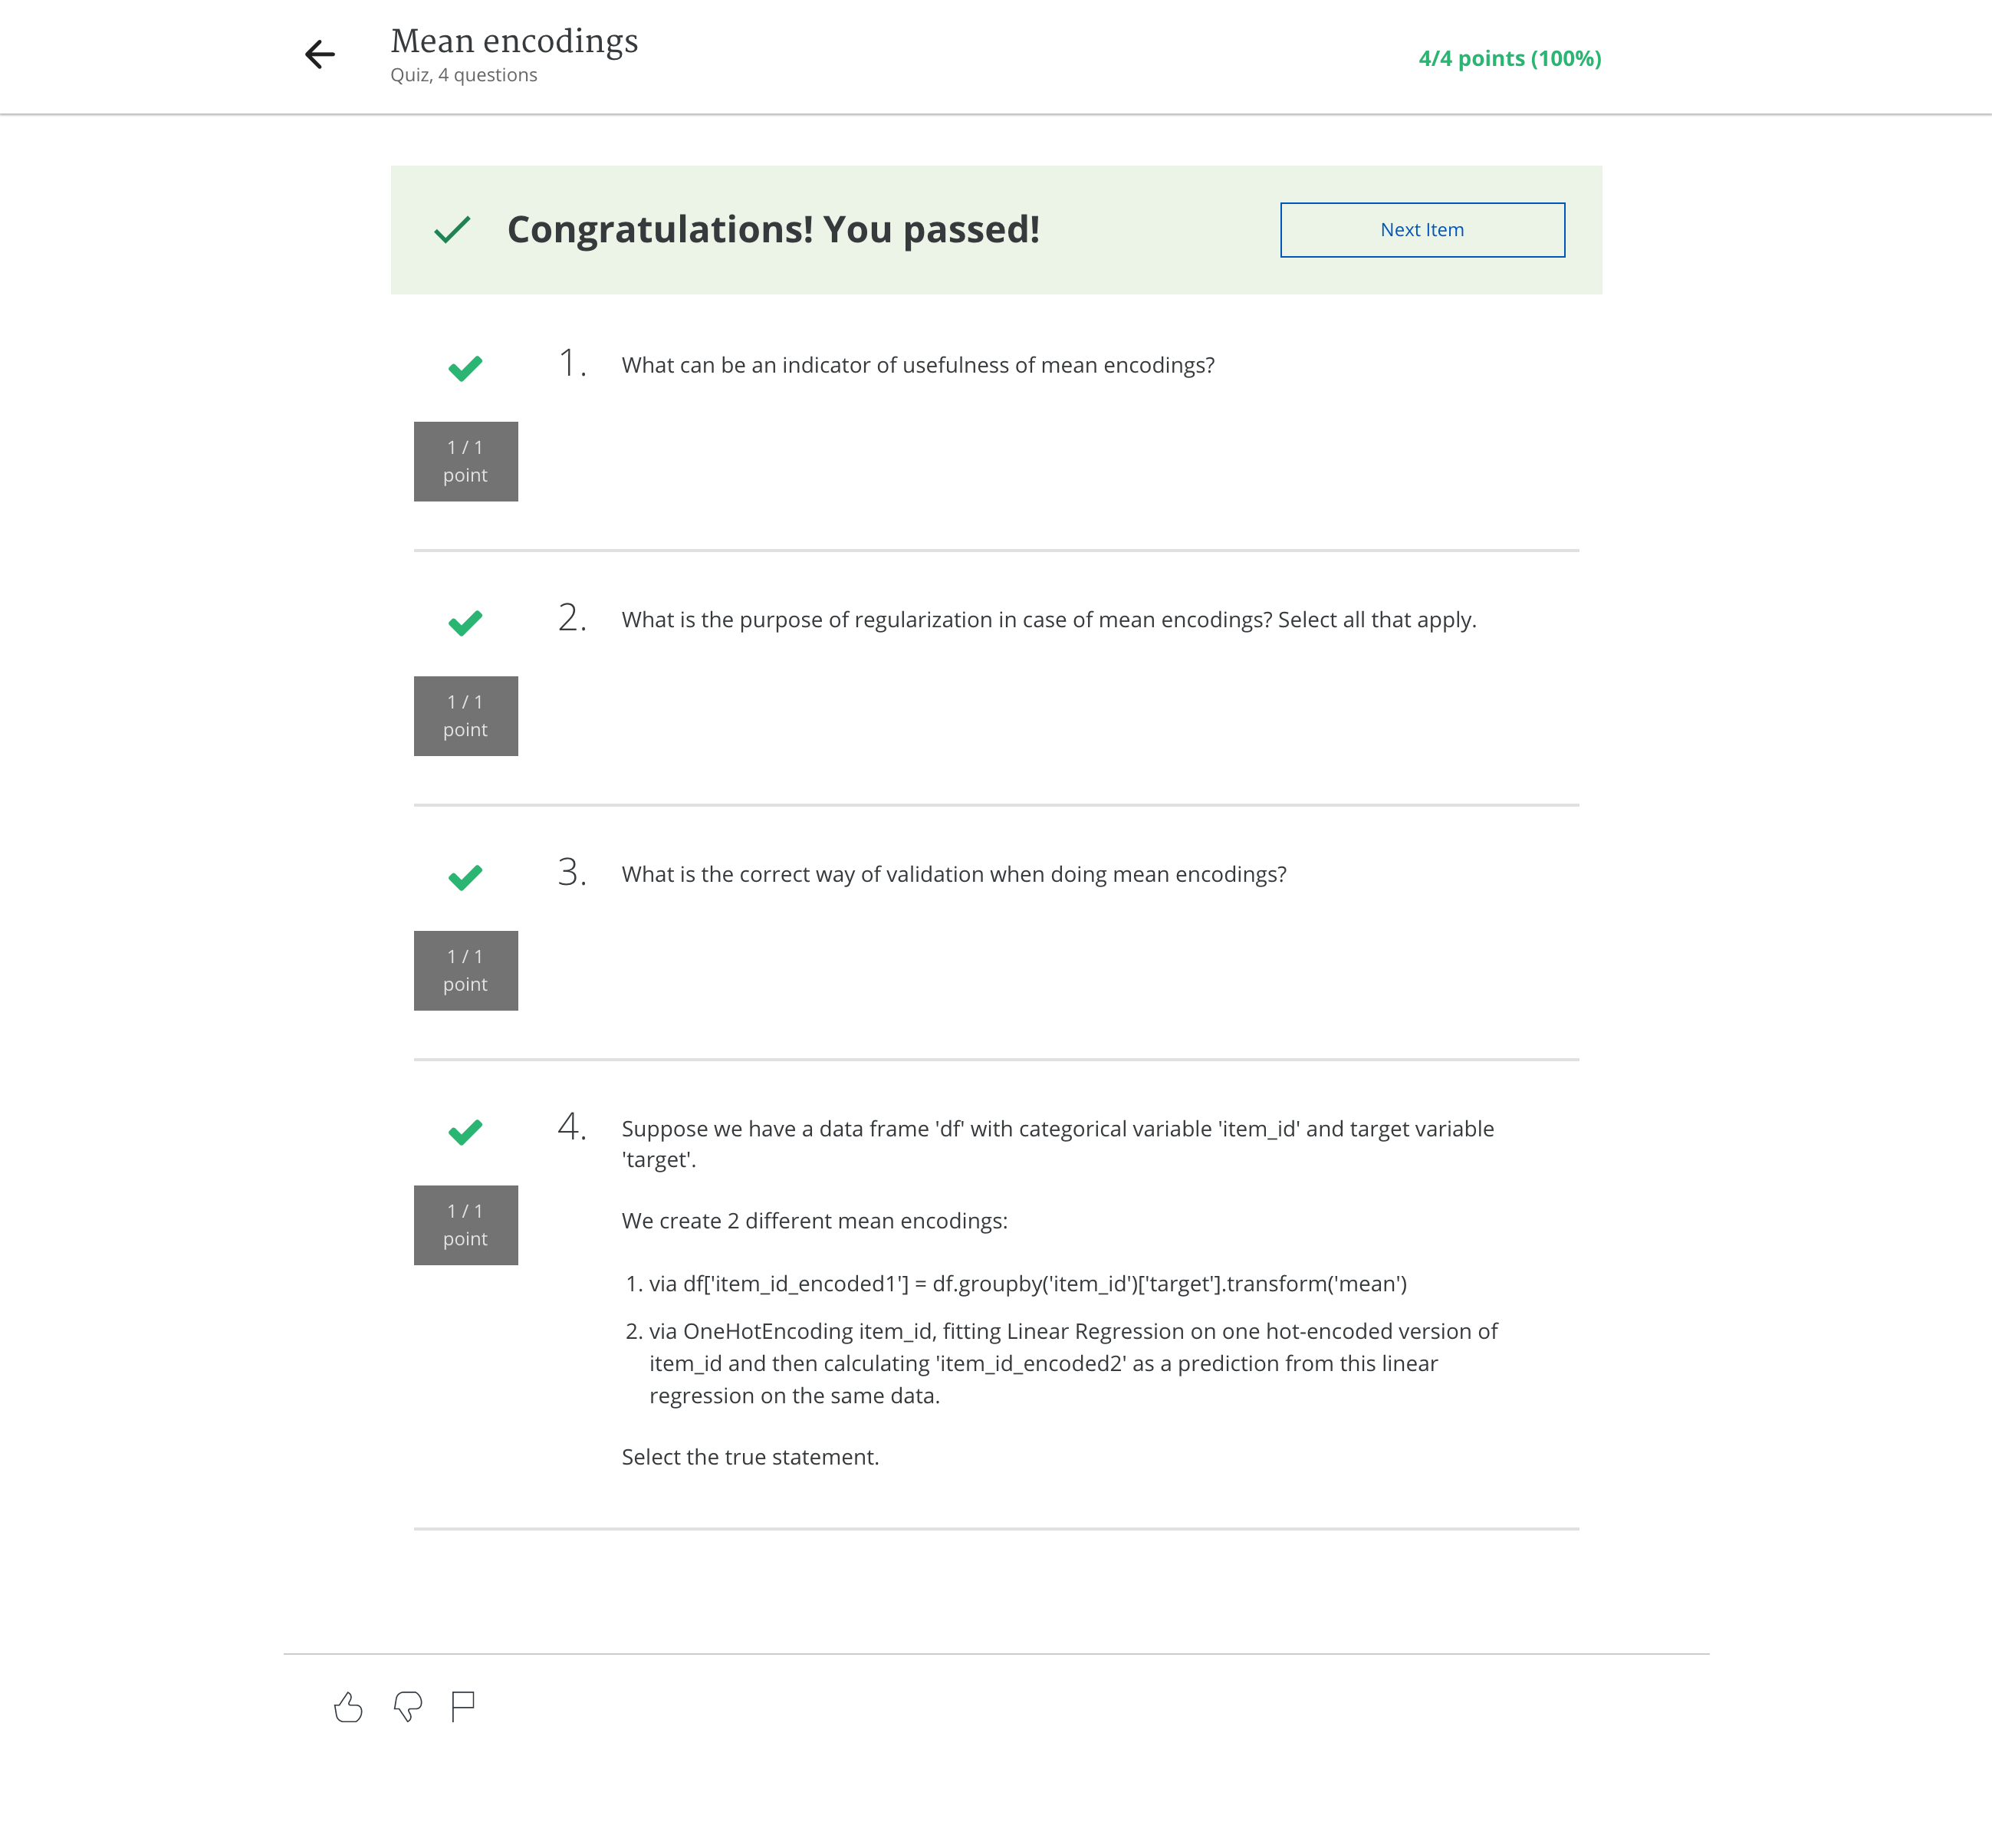 Mean encodings
Quiz, 4 questions
4/4 points (100%)
Congratulations! You passed!
Next Item
1.
What can be an indicator of usefulness of mean encodings?
1 / 1
point
2.
What is the purpose of regularization in case of mean encodings? Select all that apply.
1 / 1
point
3.
What is the correct way of validation when doing mean encodings?
1 / 1
point
4.
Suppose we have a data frame 'df' with categorical variable 'item_id' and target variable
'target'.
1 / 1
point
We create 2 different mean encodings:
1. via df['item_id_encoded1'] = df.groupby('item_id')['target'].transform('mean')
2. via OneHotEncoding item_id, fitting Linear Regression on one hot-encoded version of
item_id and then calculating 'item_id_encoded2' as a prediction from this linear
regression on the same data.
Select the true statement.